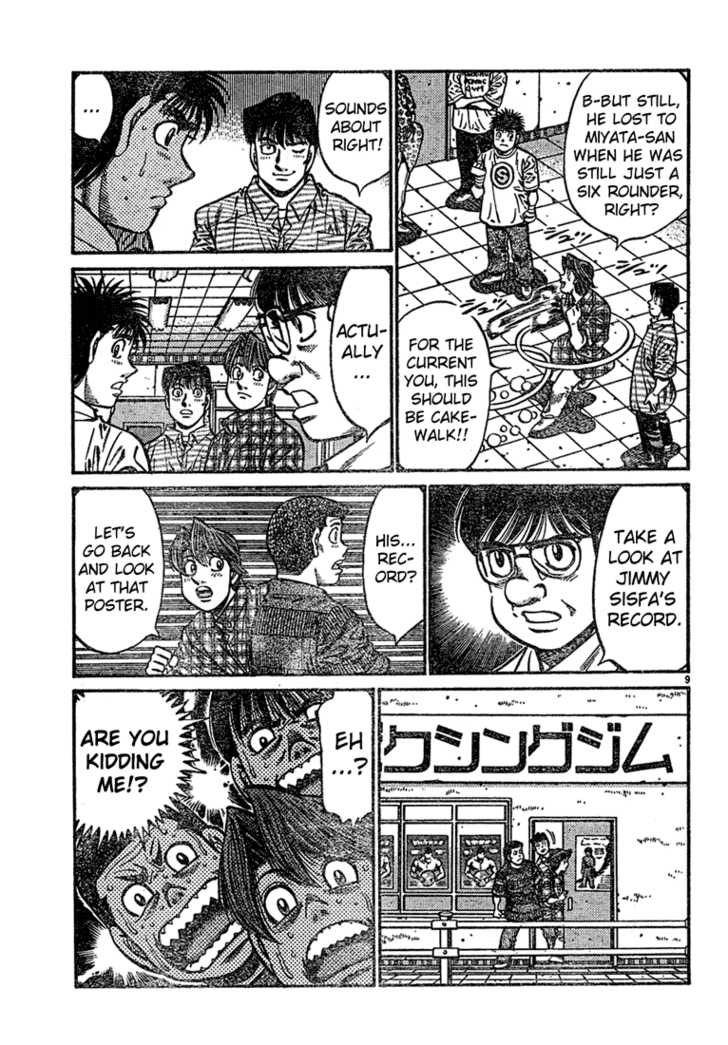 B-BUT STILL,
HE LOST TO
MIYATA-SAN
WHEN HE WAS
STILL JUST A
SIX ROUNDER,
RIGHT?
FOR THE
CURRENT
YOU, THIS
SHOULD
BE CAKE-
WALK!!
SOUNDS
ABOUT
RIGHT!
...
ACTU-
ALLY
...
TAKE A
LOOK AT
JIMMY
SISFA'S
RECORD.
HIS...
REC-
ORD?
LET'S
GO BACK
AND LOOK
AT THAT
POSTER.
9
クシングジム
EH
...?
ARE YOU
KIDDING
ME!?